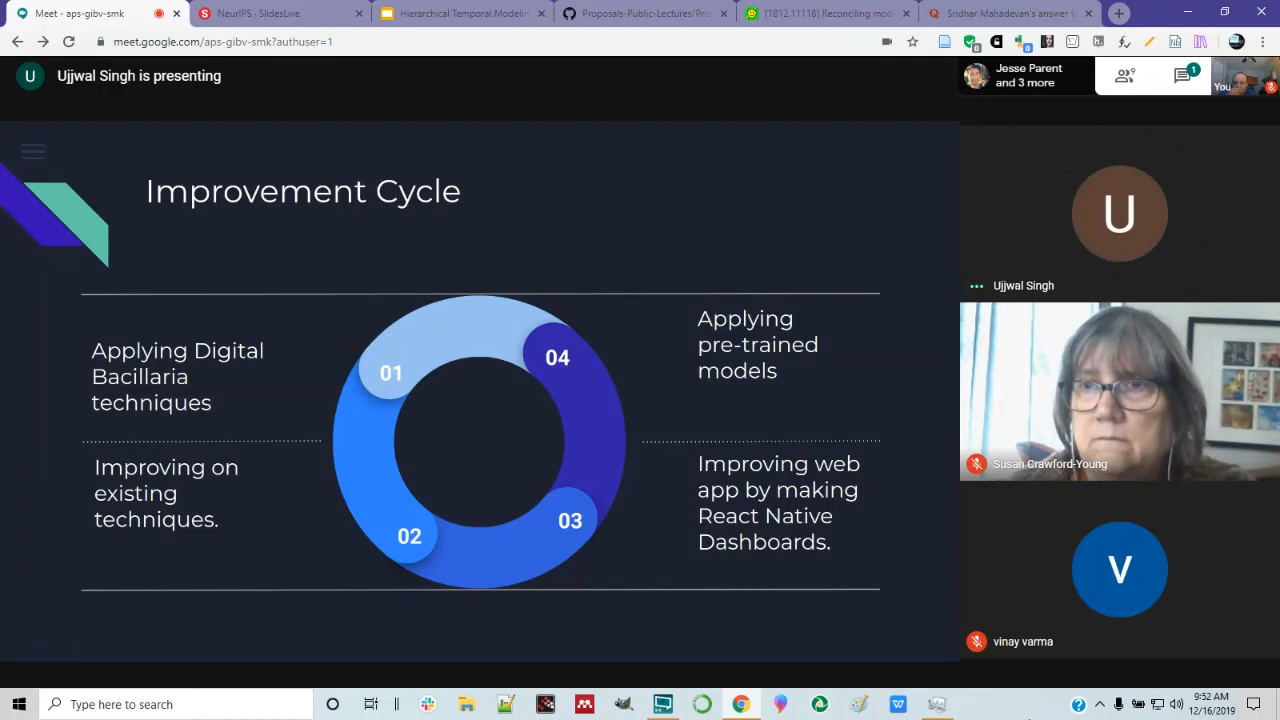 Meet - aps-gibv-smk
NeurIPS - SlidesLive
Hierarchical Temporal Modelin
Proposals-Public-Lectures/Pro
[1812.11118] Reconciling mod
Sridhar Mahadevan's answer t
meet.google.com/aps-gibv-smk?authuser=1
U
Ujjwal Singh is presenting
Jesse Parent
and 3 more
9
1
You
Improvement Cycle
Applying Digital
Bacillaria
techniques
01
04
Applying
pre-trained
models
Improving on
existing
techniques.
02
03
Improving web
app by making
React Native
Dashboards.
U
Ujjwal Singh
Susan Crawford-Young
V
vinay varma
Type here to search
9:52 AM
12/16/2019